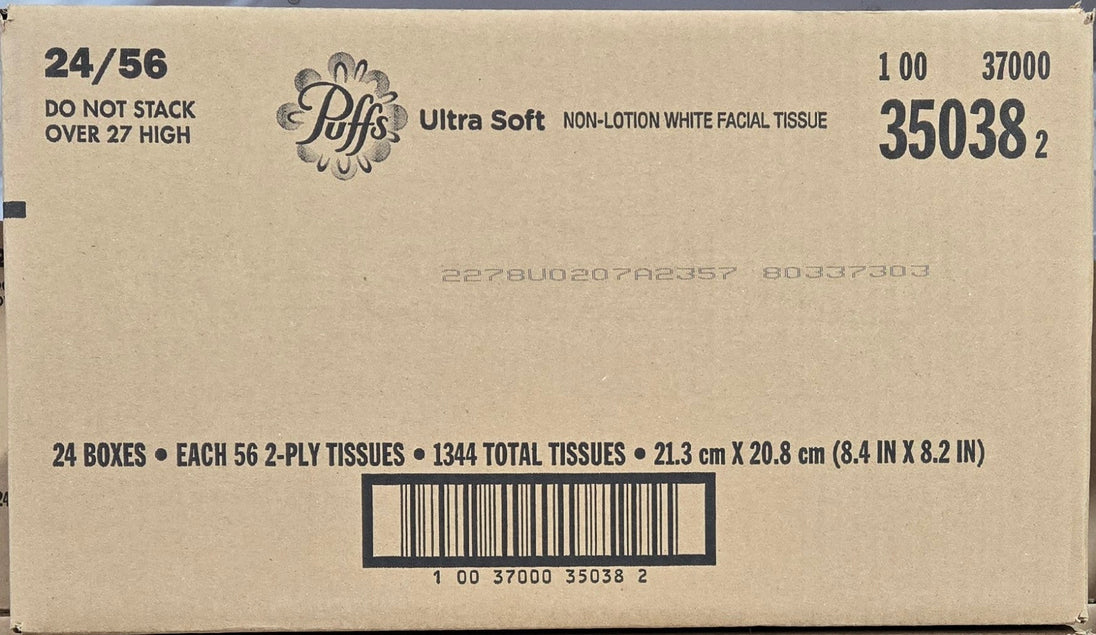 24/56
DO NOT STACK
OVER 27 HIGH
Puffs Ultra Soft NON-LOTION WHITE FACIAL TISSUE
1 00 37000
35038 2
2278U0207A2357 80337303
24 BOXES • EACH 56 2-PLY TISSUES • 1344 TOTAL TISSUES • 21.3 cm X 20.8 cm (8.4 IN X 8.2 IN)
1 00 37000 35038 2